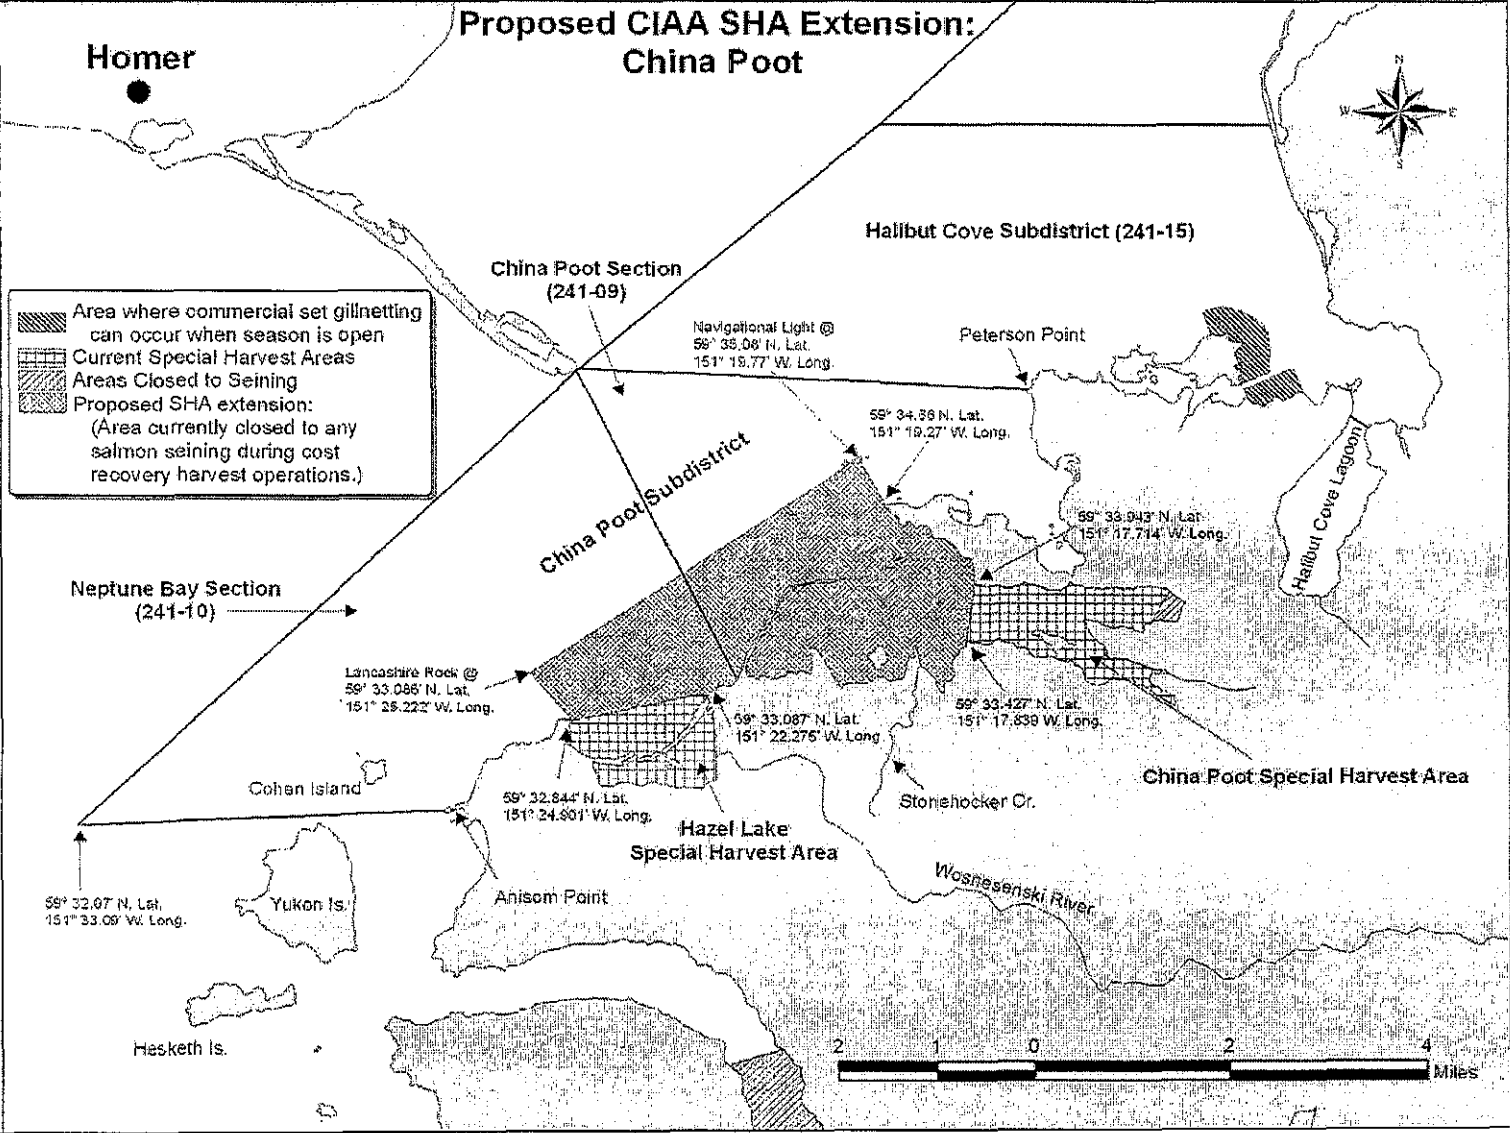 Proposed CIAA SHA Extension:
China Poot
Homer
N
W
E
S
Halibut Cove Subdistrict (241-15)
China Poot Section
(241-09)
Area where commercial set gillnetting
can occur when season is open
Current Special Harvest Areas
Areas Closed to Seining
Proposed SHA extension:
(Area currently closed to any
salmon seining during cost
recovery harvest operations.)
Navigational Light @
59° 35.08' N. Lat.
151° 19.77' W. Long.
Peterson Point
59° 34.66 N. Lat.
151° 19.27' W. Long.
Halibut Cove Lagoon
China Poot Subdistrict
59° 33.943' N. Lat
151° 17.714' W. Long.
Neptune Bay Section
(241-10)
Lancashire Rock @
59° 33.086' N. Lat.
151° 25.222' W. Long.
59° 33.087' N. Lat.
151° 22.275' W. Long
59° 33.427' N. Lat.
151° 17.839 W. Long.
China Poot Special Harvest Area
Cohen Island
59° 32.844' N. Lat.
151° 24.901' W. Long.
Stonehocker Cr.
Hazel Lake
Special Harvest Area
Wosnesenski River
Anisom Point
59° 32.07' N. Lat.
151° 33.09' W. Long.
Yukon Is.
Hesketh Is.
2 1 0 2 4
Miles